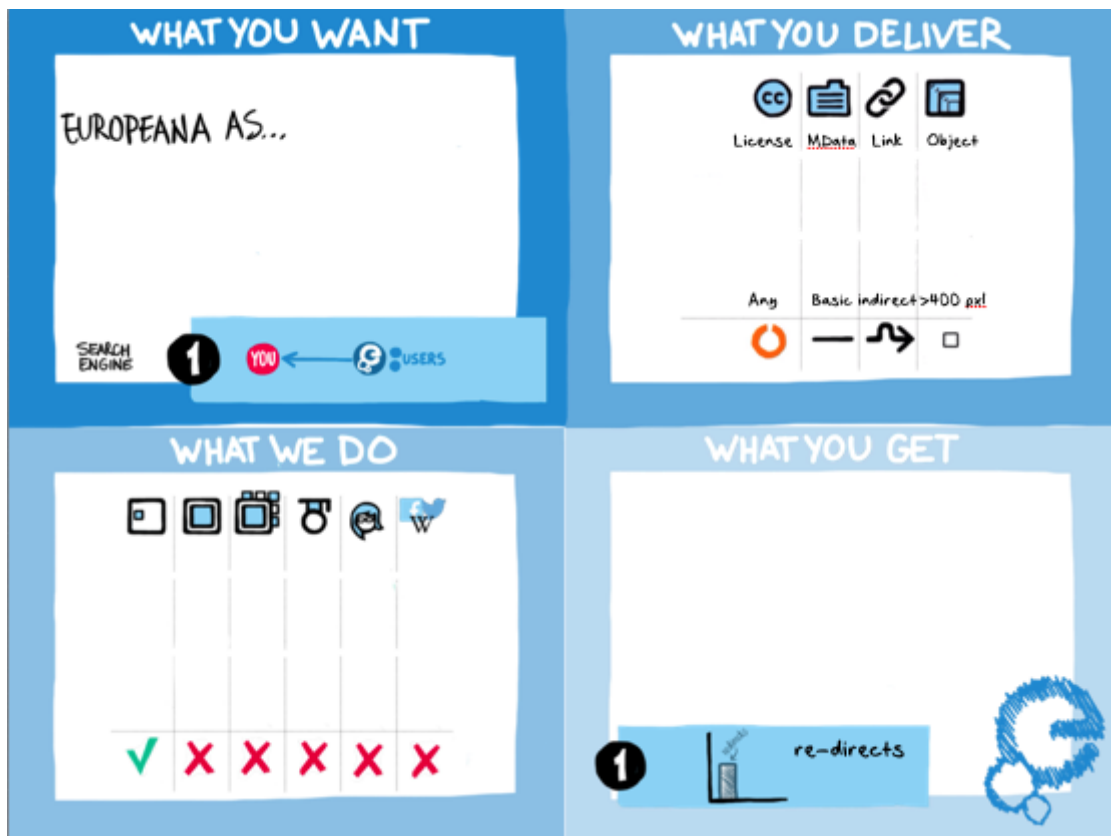 WHAT YOU WANT
EUROPEANA AS...
SEARCH
ENGINE
1
YOU
USERS
WHAT YOU DELIVER
cc
License MData Link Object
Any Basic indirect >400 px!
WHAT WE DO
f
W
WHAT YOU GET
1
re-directs